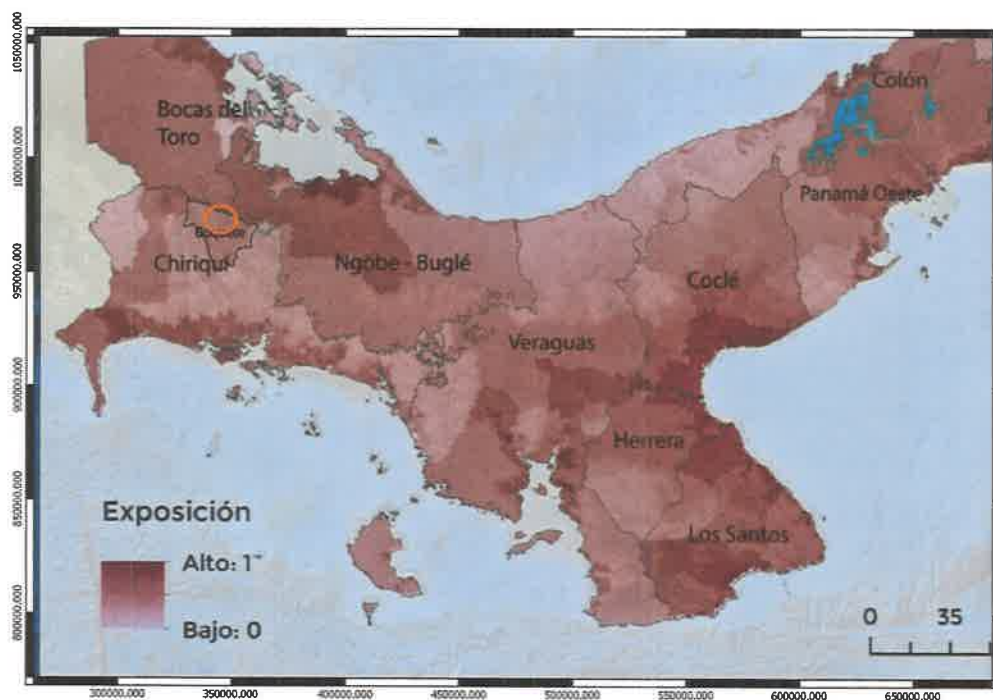 1050000.000
1000000.000
950000.000
900000.000
850000.000
800000.000
Bocas del
Toro
Colón
Panamá Oeste
Chiriquí
Ngobe - Buglé
Coclé
Veraguas
Herrera
Los Santos
Exposición
Alto: 1
Bajo: 0
0 35
300000.000 350000.000 400000.000 450000.000 500000.000 550000.000 600000.000 650000.000